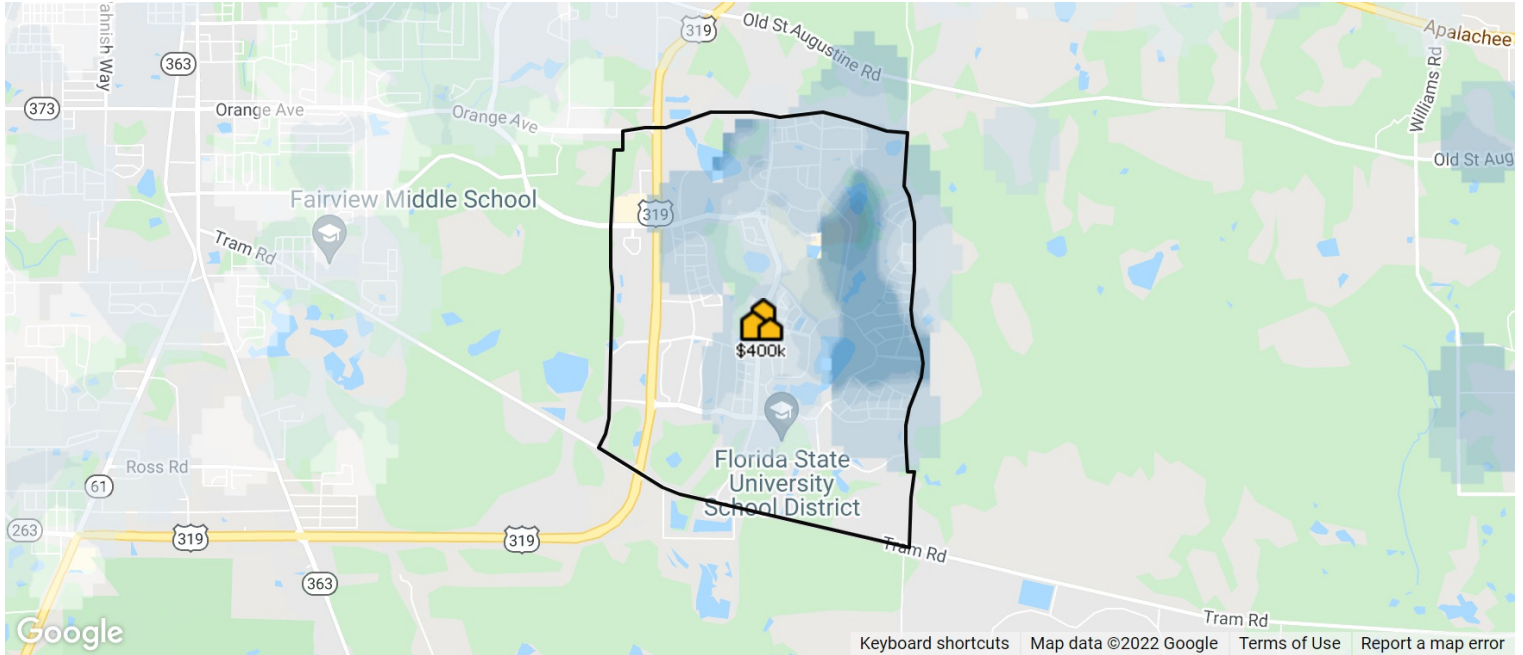 ahnish Way
363
319
Old St Augustine Rd
Apalachee
Williams Rd
373
Orange Ave
Orange Ave
Old St Aug
Fairview Middle School
319
Tram Rd
$400k
Florida State
University
School District
Ross Rd
61
263
319
319
Tram Rd
363
Tram Rd
Google
Keyboard shortcuts
Map data ©2022 Google
Terms of Use
Report a map error